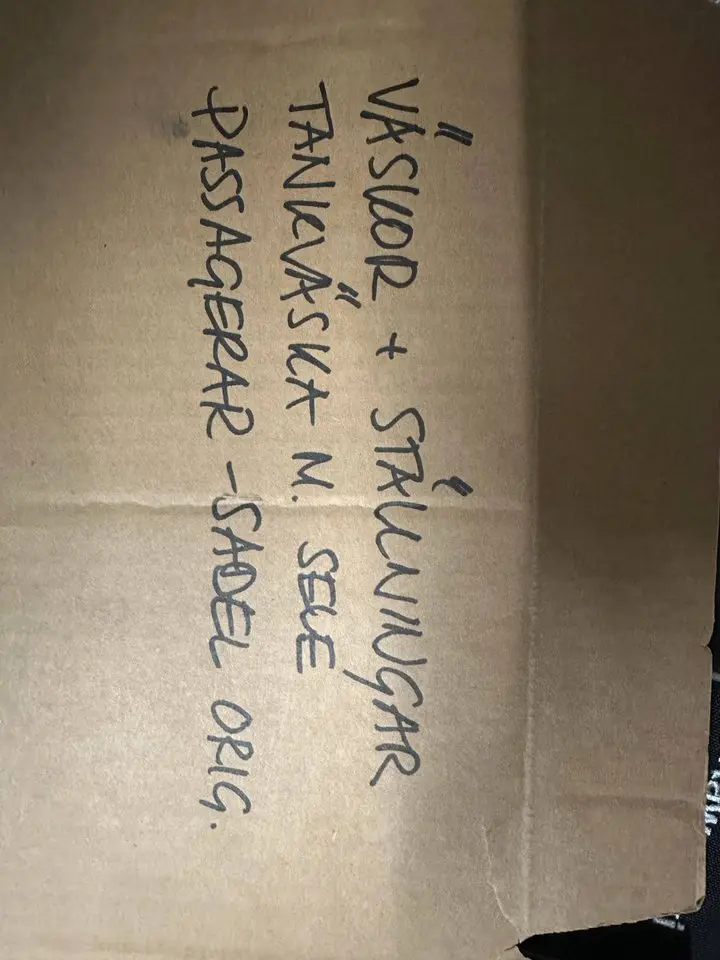 VÄSKOR + STÄLLNINGAR
TANKVÄSKA M. SELE
PASSAGERAR-SADEL ORIG.